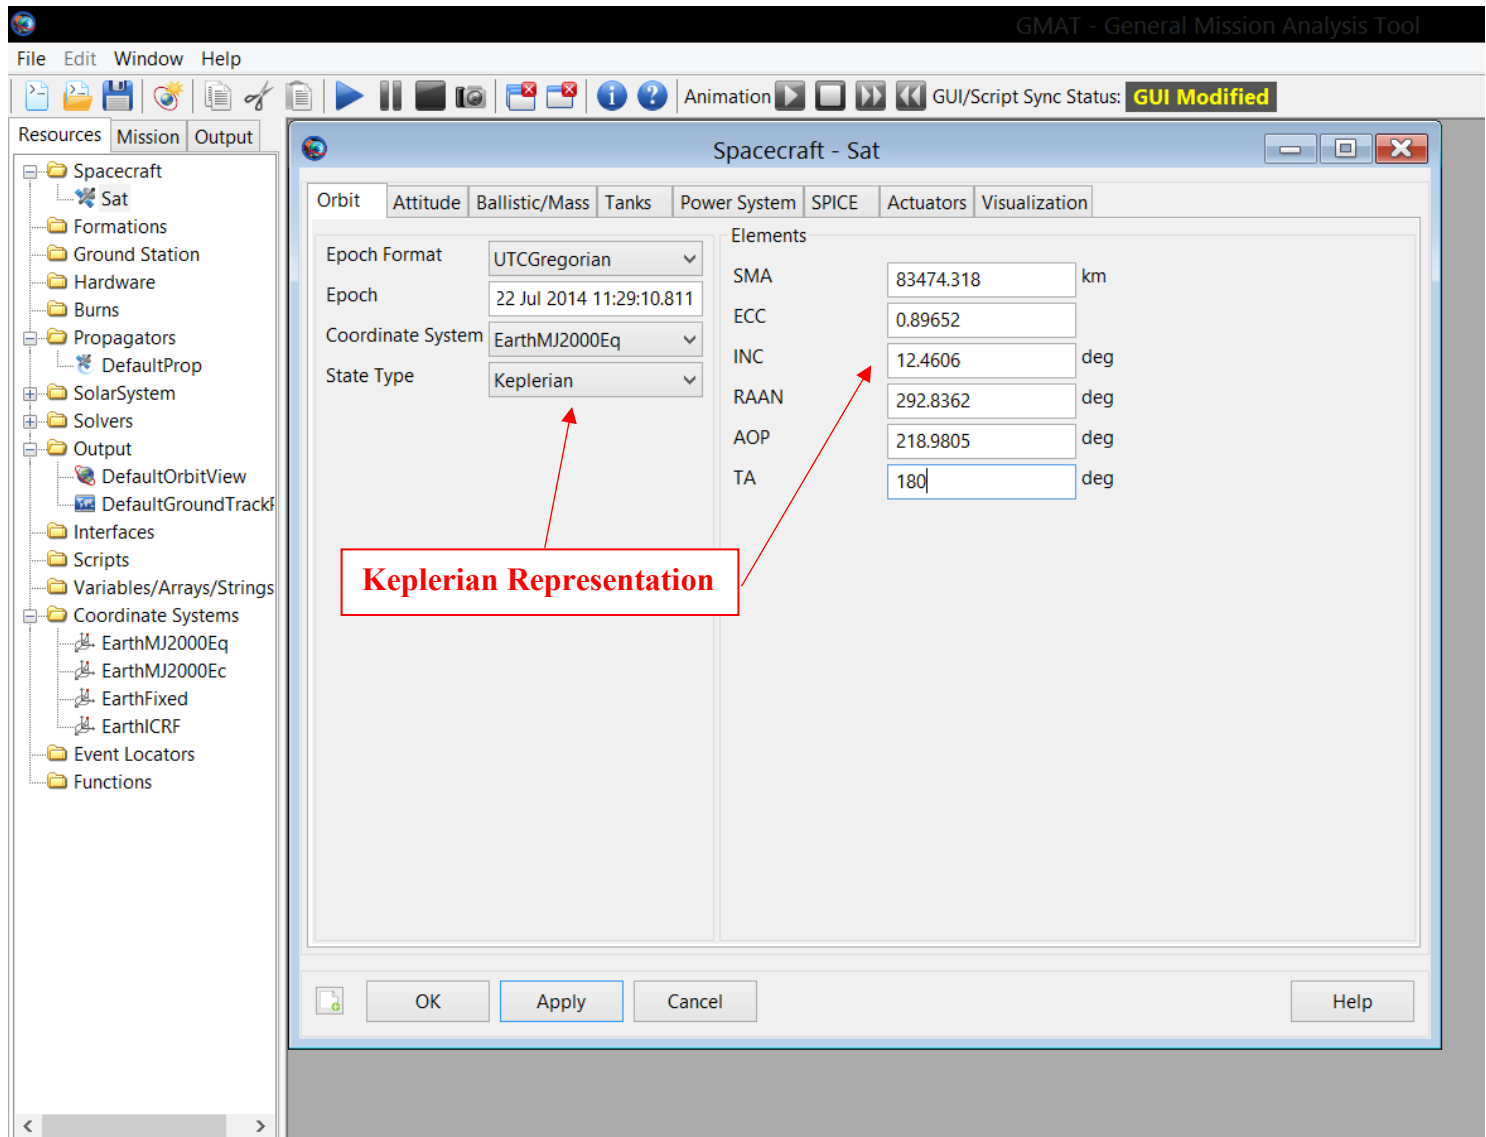 GMAT - General Mission Analysis Tool
File Edit Window Help
Animation GUI/Script Sync Status: GUI Modified
Resources Mission Output
Spacecraft
Sat
Formations
Ground Station
Hardware
Burns
Propagators
DefaultProp
SolarSystem
Solvers
Output
DefaultOrbitView
DefaultGroundTrackP
Interfaces
Scripts
Variables/Arrays/Strings
Coordinate Systems
EarthMJ2000Eq
EarthMJ2000Ec
EarthFixed
EarthICRF
Event Locators
Functions
Spacecraft - Sat
Orbit Attitude Ballistic/Mass Tanks Power System SPICE Actuators Visualization
Epoch Format UTCGregorian
Epoch 22 Jul 2014 11:29:10.811
Coordinate System EarthMJ2000Eq
State Type Keplerian
Elements
SMA 83474.318 km
ECC 0.89652
INC 12.4606 deg
RAAN 292.8362 deg
AOP 218.9805 deg
TA 180 deg
Keplerian Representation
OK Apply Cancel Help